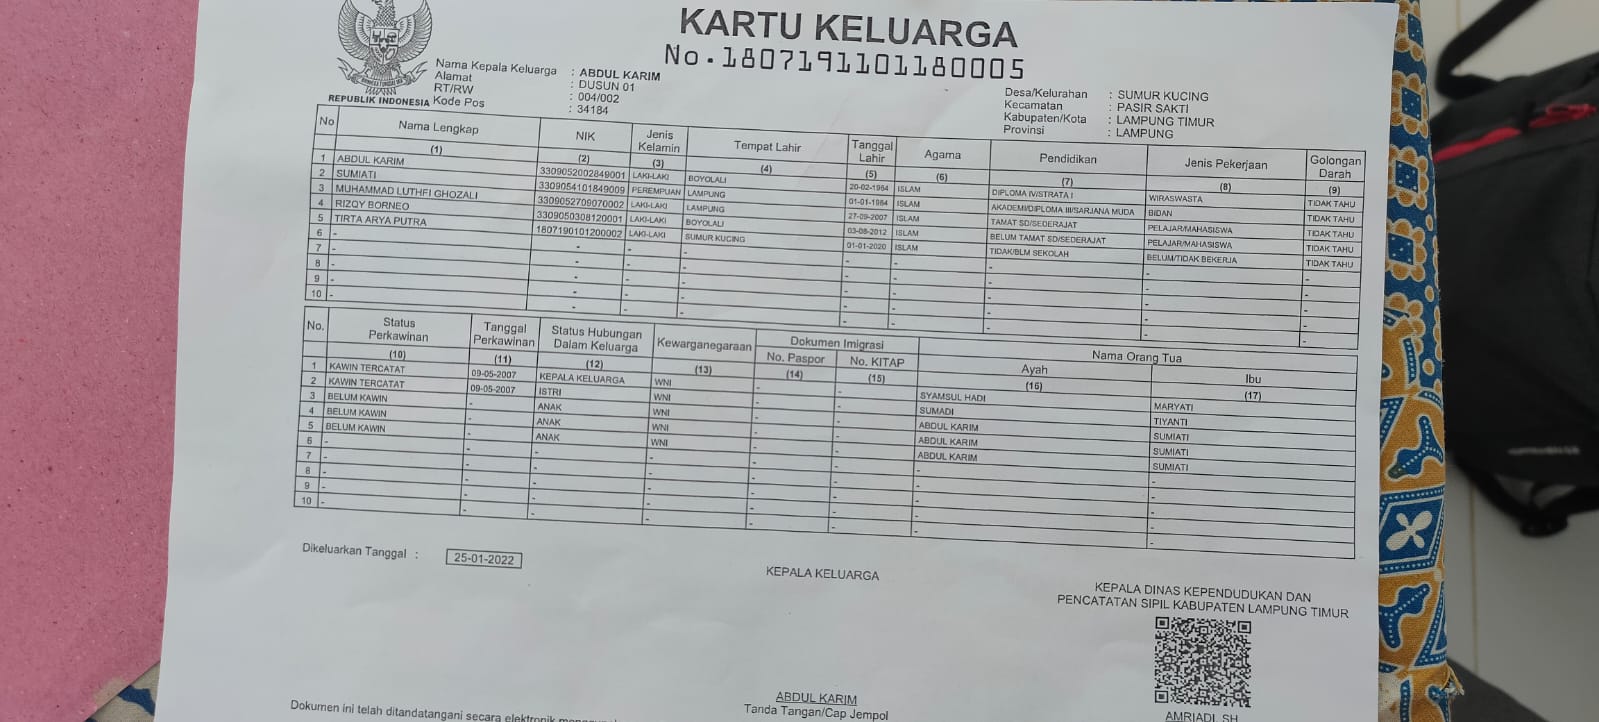 KARTU KELUARGA
No.1807191101180005
Nama Kepala Keluarga : ABDUL KARIM
Alamat : DUSUN 01
RT/RW : 004/002
Kode Pos : 34184
REPUBLIK INDONESIA
Desa/Kelurahan : SUMUR KUCING
Kecamatan : PASIR SAKTI
Kabupaten/Kota : LAMPUNG TIMUR
Provinsi : LAMPUNG
No Nama Lengkap NIK Jenis Kelamin Tempat Lahir Tanggal Lahir Agama Pendidikan Jenis Pekerjaan Golongan Darah
(1) (2) (3) (4) (5) (6) (7) (8) (9)
1 ABDUL KARIM 3309052002849001 LAKI-LAKI BOYOLALI 20-02-1984 ISLAM DIPLOMA IV/STRATA I WIRASWASTA TIDAK TAHU
2 SUMIATI 3309054101849009 PEREMPUAN LAMPUNG 01-01-1984 ISLAM AKADEMI/DIPLOMA III/SARJANA MUDA BIDAN TIDAK TAHU
3 MUHAMMAD LUTHFI GHOZALI 3309052709070002 LAKI-LAKI LAMPUNG 27-09-2007 ISLAM TAMAT SD/SEDERAJAT PELAJAR/MAHASISWA TIDAK TAHU
4 RIZQY BORNEO 3309050308120001 LAKI-LAKI BOYOLALI 03-08-2012 ISLAM BELUM TAMAT SD/SEDERAJAT PELAJAR/MAHASISWA TIDAK TAHU
5 TIRTA ARYA PUTRA 1807190101200002 LAKI-LAKI SUMUR KUCING 01-01-2020 ISLAM TIDAK/BLM SEKOLAH BELUM/TIDAK BEKERJA TIDAK TAHU
6 - - - - - - - - -
7 - - - - - - - - -
8 - - - - - - - - -
9 - - - - - - - - -
10 - - - - - - - - -
No. Status Perkawinan Tanggal Perkawinan Status Hubungan Dalam Keluarga Kewarganegaraan Dokumen Imigrasi Nama Orang Tua
No. Paspor No. KITAP Ayah Ibu
(10) (11) (12) (13) (14) (15) (16) (17)
1 KAWIN TERCATAT 09-05-2007 KEPALA KELUARGA WNI - - SYAMSUL HADI MARYATI
2 KAWIN TERCATAT 09-05-2007 ISTRI WNI - - SUMADI TIYANTI
3 BELUM KAWIN - ANAK WNI - - ABDUL KARIM SUMIATI
4 BELUM KAWIN - ANAK WNI - - ABDUL KARIM SUMIATI
5 BELUM KAWIN - ANAK WNI - - ABDUL KARIM SUMIATI
6 - - - - - - - -
7 - - - - - - - -
8 - - - - - - - -
9 - - - - - - - -
10 - - - - - - - -
Dikeluarkan Tanggal : 25-01-2022
KEPALA KELUARGA
KEPALA DINAS KEPENDUDUKAN DAN
PENCATATAN SIPIL KABUPATEN LAMPUNG TIMUR
ABDUL KARIM
Tanda Tangan/Cap Jempol
AMRIADI, SH
Dokumen ini telah ditandatangani secara elektronik